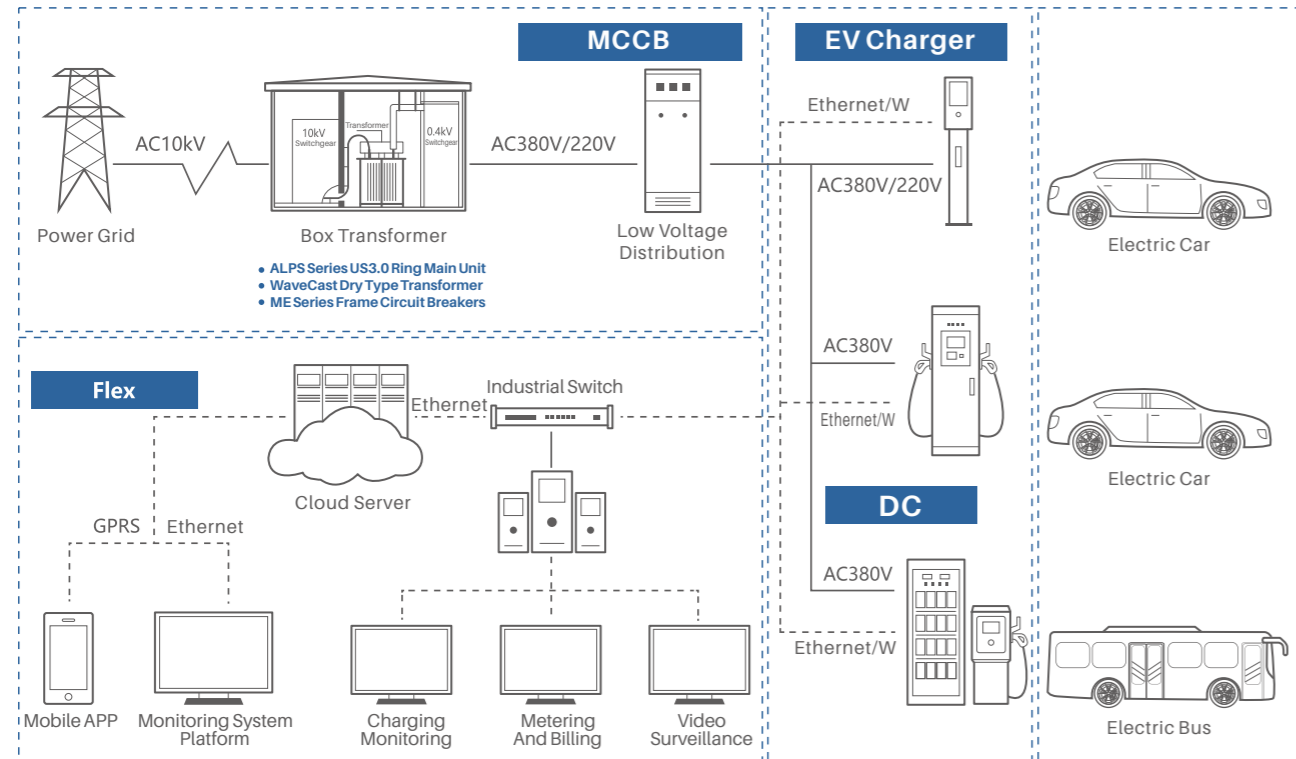 MCCB
AC10kV
10kV
Switchgear
Transformer
0.4kV
Switchgear
AC380V/220V
Power Grid
Box Transformer
Low Voltage
Distribution
ALPS Series US3.0 Ring Main Unit
WaveCast Dry Type Transformer
ME Series Frame Circuit Breakers
EV Charger
Ethernet/W
AC380V/220V
AC380V
Ethernet/W
DC
AC380V
Ethernet/W
Electric Car
Electric Car
Electric Bus
Flex
Ethernet
Industrial Switch
Cloud Server
GPRS
Ethernet
Mobile APP
Monitoring System
Platform
Charging
Monitoring
Metering
And Billing
Video
Surveillance